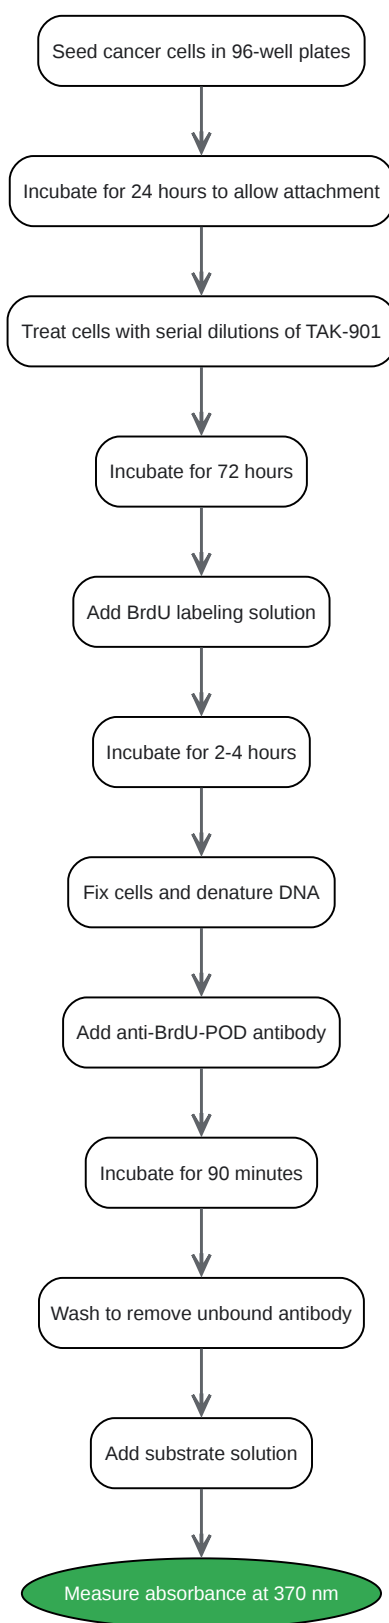 Seed cancer cells in 96-well plates
Incubate for 24 hours to allow attachment
Treat cells with serial dilutions of TAK-901
Incubate for 72 hours
Add BrdU labeling solution
Incubate for 2-4 hours
Fix cells and denature DNA
Add anti-BrdU-POD antibody
Incubate for 90 minutes
Wash to remove unbound antibody
Add substrate solution
Measure absorbance at 370 nm